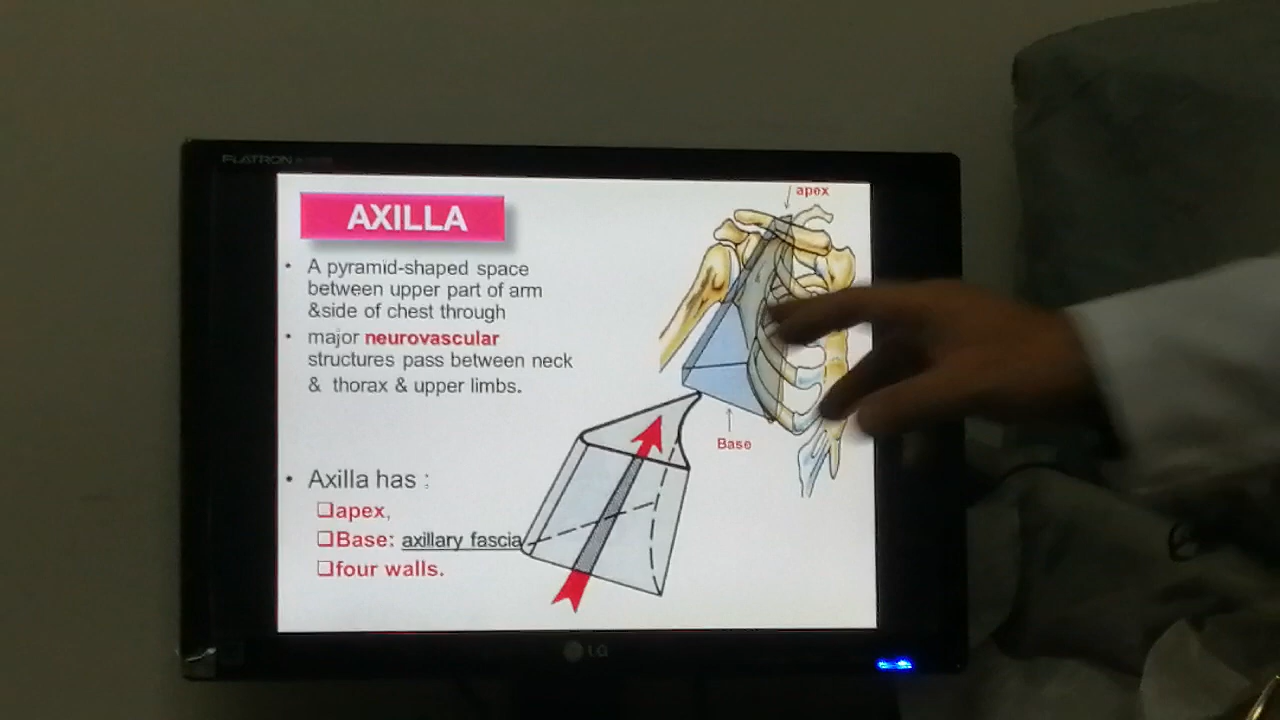 FLATRON
apex
AXILLA
• A pyramid-shaped space
between upper part of arm
&side of chest through
• major neurovascular
structures pass between neck
& thorax & upper limbs.
Base
• Axilla has :
❑apex,
❑Base: axillary fascia
❑four walls.
LG